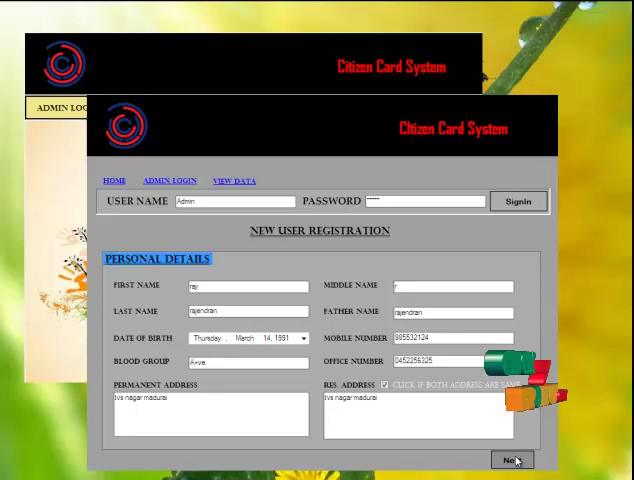 Citizen Card System
ADMIN LOG
CItizen Card System
HOME ADMIN LOGIN VIEW DATA
USER NAME Admin PASSWORD ***** SignIn
NEW USER REGISTRATION
PERSONAL DETAILS
FIRST NAME raji MIDDLE NAME r
LAST NAME rajendran FATHER NAME rajendran
DATE OF BIRTH Thursday , March 14, 1991 MOBILE NUMBER 985532124
BLOOD GROUP A+ve OFFICE NUMBER 0452256325
PERMANENT ADDRESS RES. ADDRESS CLICK IF BOTH ADDRESS ARE SAME
tvs nagar madurai tvs nagar madurai